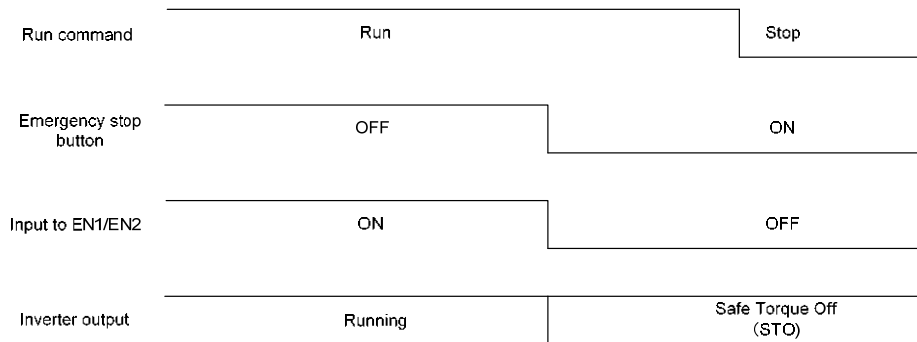 Run command
Run
Stop
Emergency stop
button
OFF
ON
Input to EN1/EN2
ON
OFF
Inverter output
Running
Safe Torque Off
(STO)